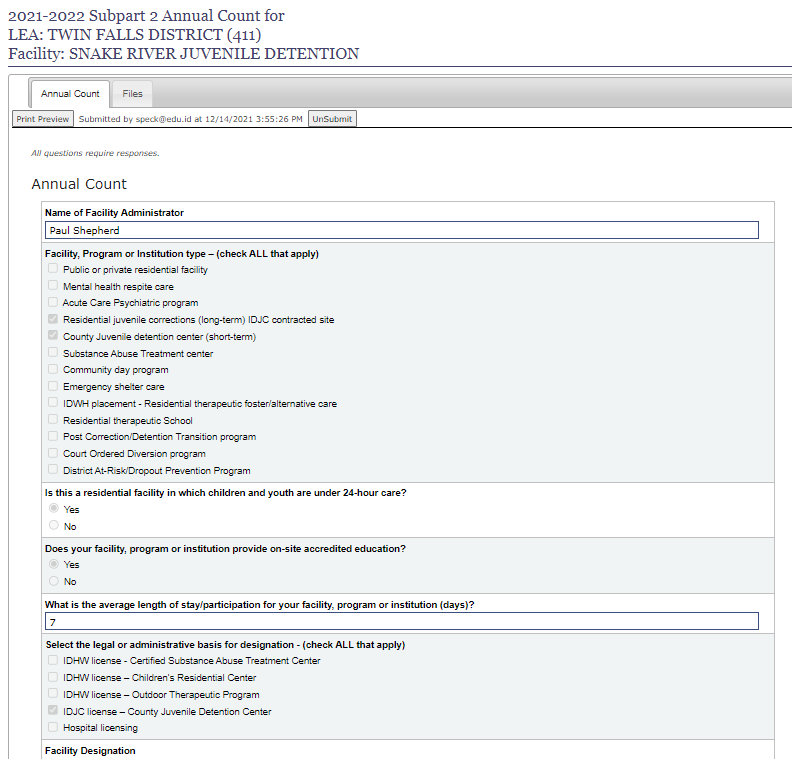 2021-2022 Subpart 2 Annual Count for
LEA: TWIN FALLS DISTRICT (411)
Facility: SNAKE RIVER JUVENILE DETENTION
Annual Count
Files
Print Preview Submitted by speck@edu.id at 12/14/2021 3:55:26 PM UnSubmit
All questions require responses.
Annual Count
Name of Facility Administrator
Paul Shepherd
Facility, Program or Institution type – (check ALL that apply)
Public or private residential facility
Mental health respite care
Acute Care Psychiatric program
Residential juvenile corrections (long-term) IDJC contracted site
County Juvenile detention center (short-term)
Substance Abuse Treatment center
Community day program
Emergency shelter care
IDWH placement - Residential therapeutic foster/alternative care
Residential therapeutic School
Post Correction/Detention Transition program
Court Ordered Diversion program
District At-Risk/Dropout Prevention Program
Is this a residential facility in which children and youth are under 24-hour care?
Yes
No
Does your facility, program or institution provide on-site accredited education?
Yes
No
What is the average length of stay/participation for your facility, program or institution (days)?
7
Select the legal or administrative basis for designation - (check ALL that apply)
IDHW license - Certified Substance Abuse Treatment Center
IDHW license – Children's Residential Center
IDHW license – Outdoor Therapeutic Program
IDJC license – County Juvenile Detention Center
Hospital licensing
Facility Designation